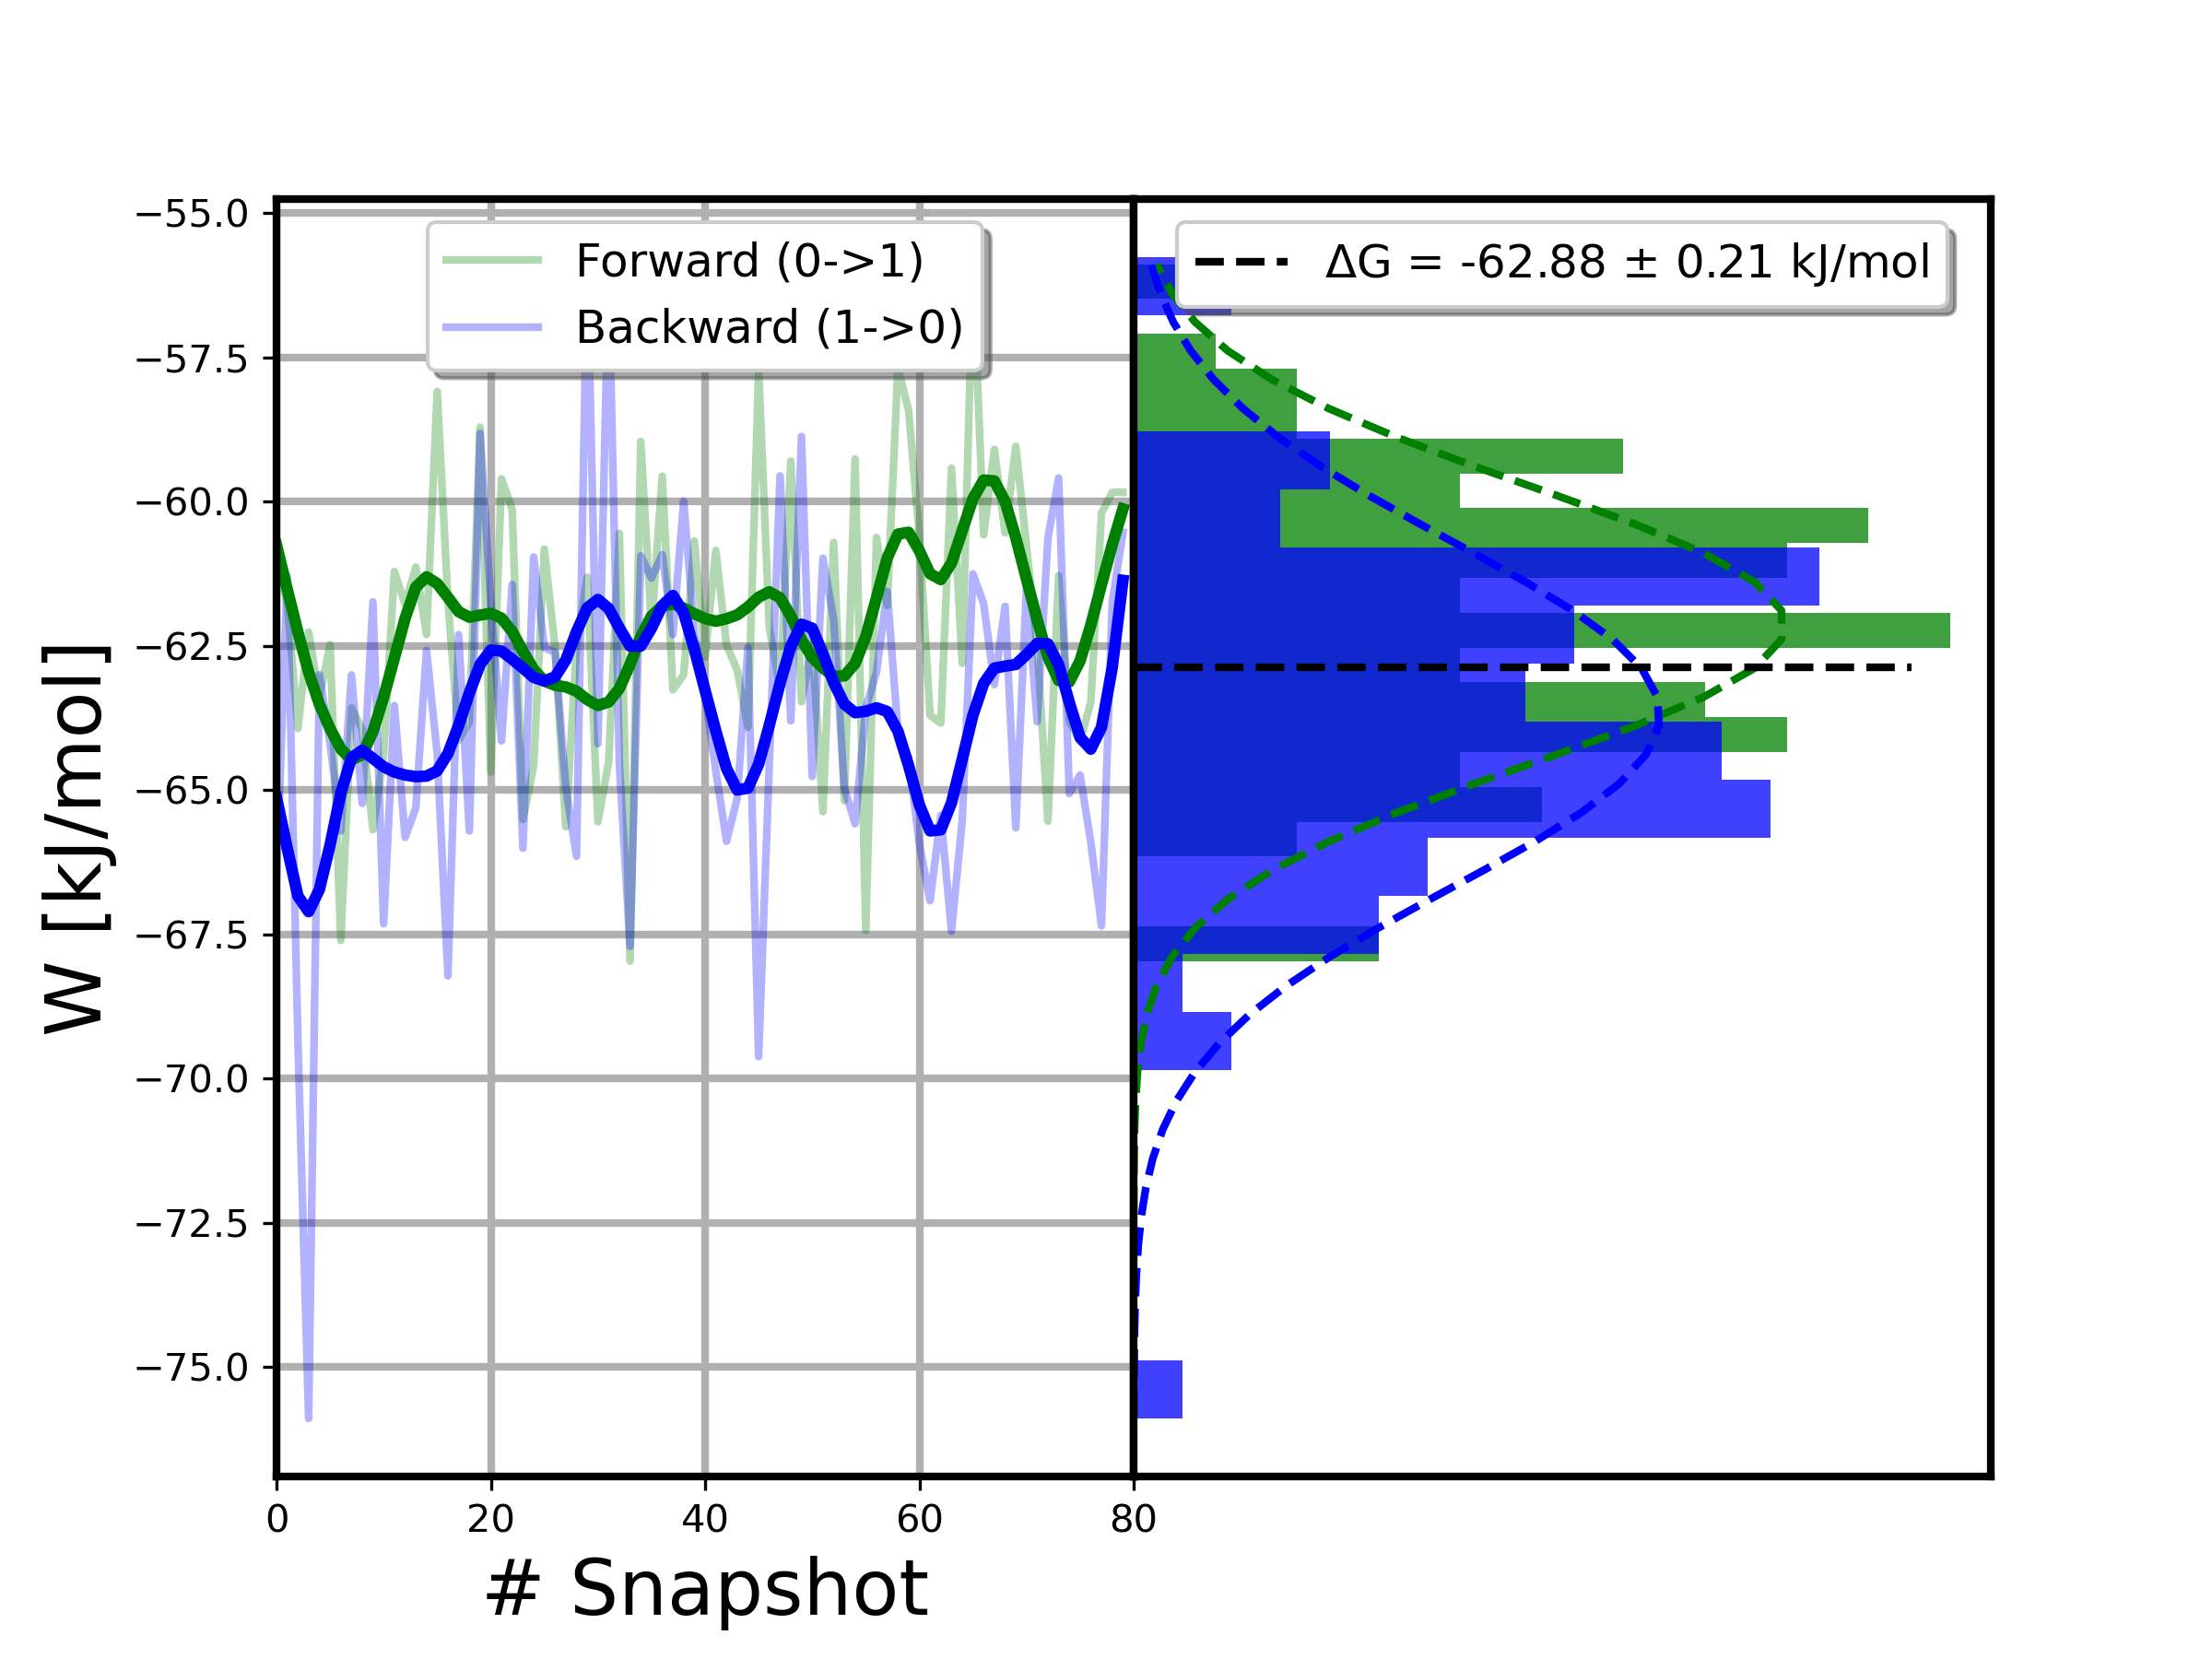 Forward (0->1)
Backward (1->0)
ΔG = -62.88 ± 0.21 kJ/mol
W [kJ/mol]
−55.0
−57.5
−60.0
−62.5
−65.0
−67.5
−70.0
−72.5
−75.0
0 20 40 60 80
# Snapshot